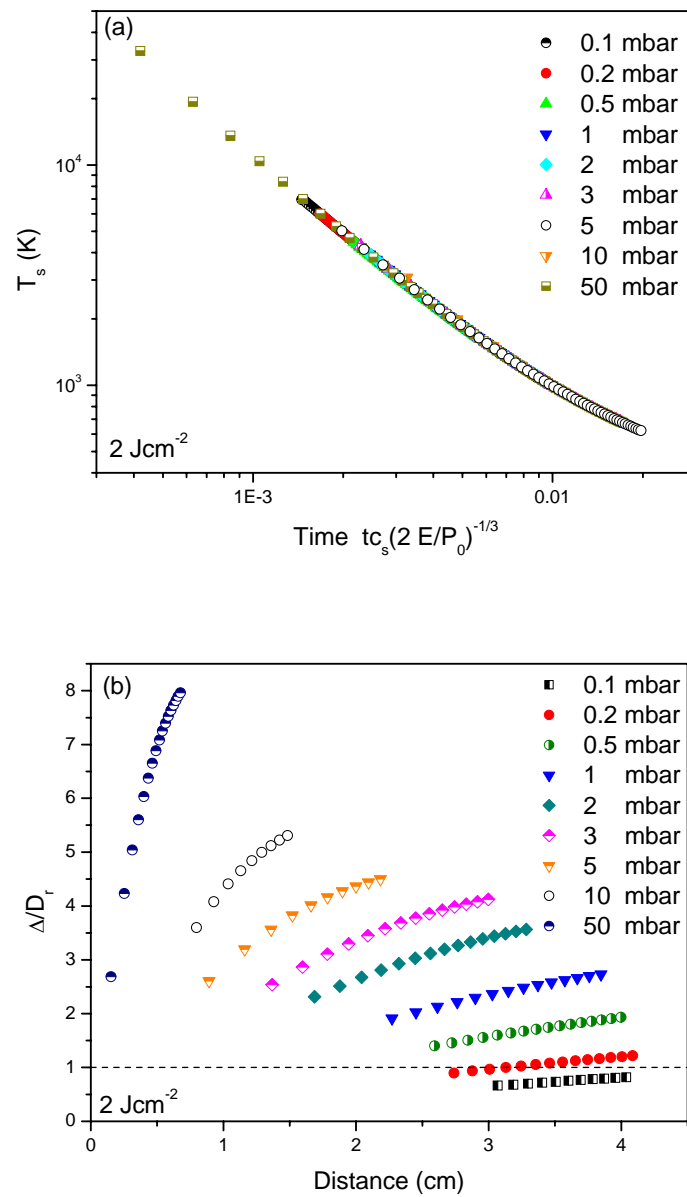 (a)
0.1 mbar
0.2 mbar
0.5 mbar
1 mbar
2 mbar
3 mbar
5 mbar
10 mbar
50 mbar
10^4
10^3
T_s (K)
2 Jcm^-2
1E-3 0.01
Time tc_s(2 E/P_0)^-1/3
(b)
0.1 mbar
0.2 mbar
0.5 mbar
1 mbar
2 mbar
3 mbar
5 mbar
10 mbar
50 mbar
8
7
6
5
4
3
2
1
0
Δ/D_r
2 Jcm^-2
0 1 2 3 4
Distance (cm)